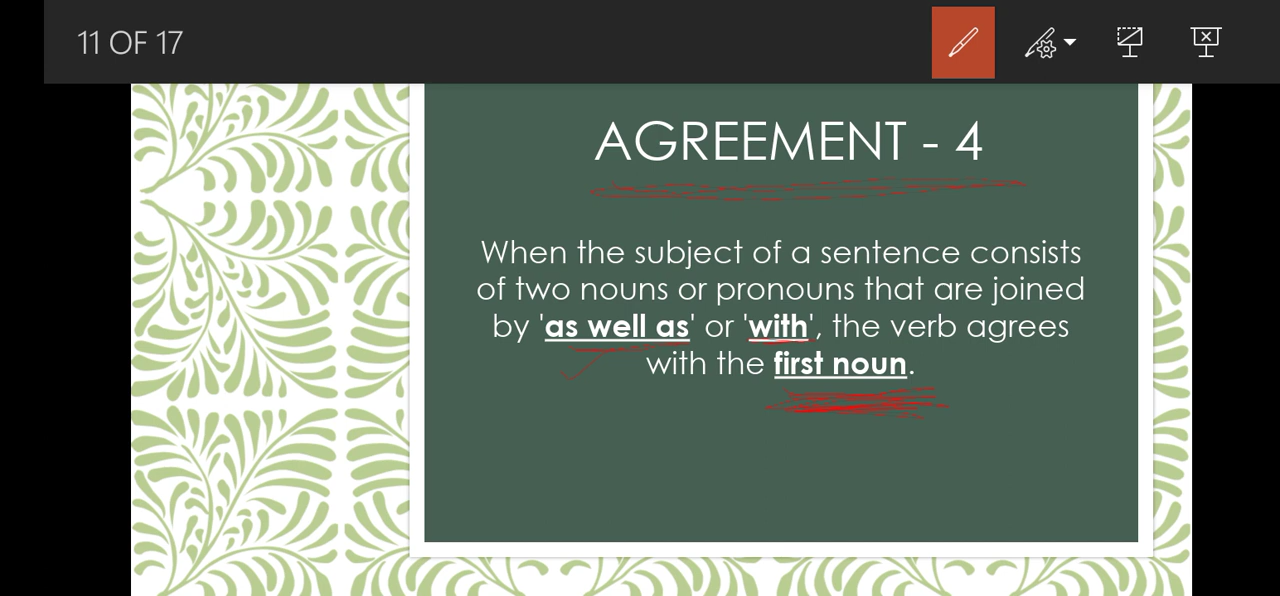 11 OF 17
AGREEMENT - 4
When the subject of a sentence consists
of two nouns or pronouns that are joined
by 'as well as' or 'with', the verb agrees
with the first noun.